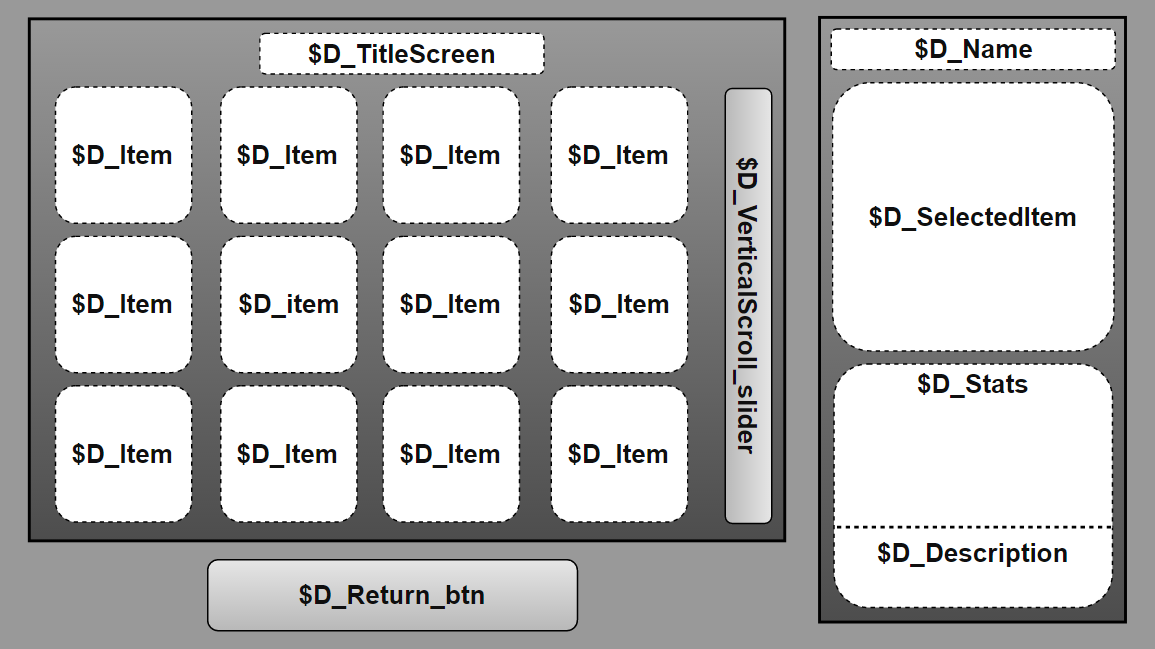 $D_TitleScreen
$D_Item
$D_Item
$D_Item
$D_Item
$D_Item
$D_item
$D_Item
$D_Item
$D_Item
$D_Item
$D_Item
$D_Item
$D_VerticalScroll_slider
$D_Return_btn
$D_Name
$D_SelectedItem
$D_Stats
$D_Description